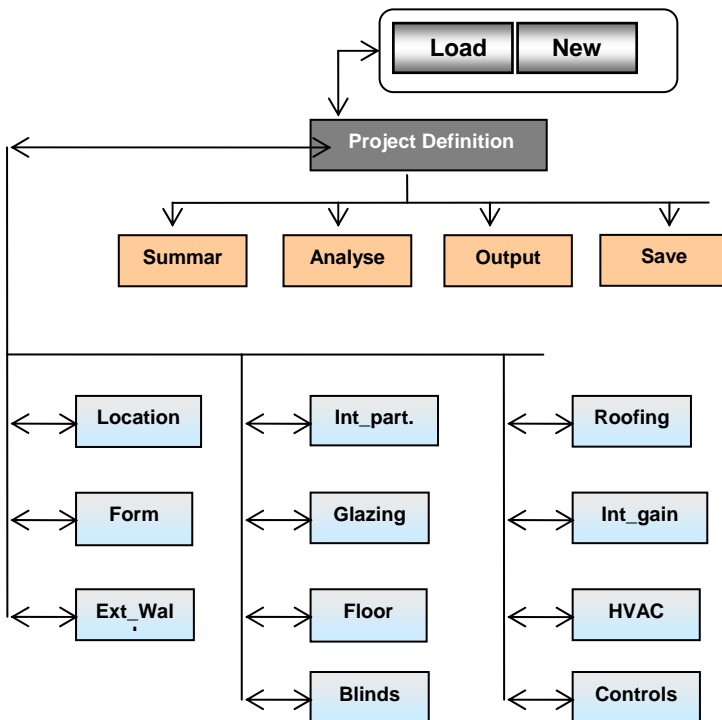 Load New
Project Definition
Summar Analyse Output Save
Location Int_part. Roofing
Form Glazing Int_gain
Ext_Wal Floor HVAC
Blinds Controls